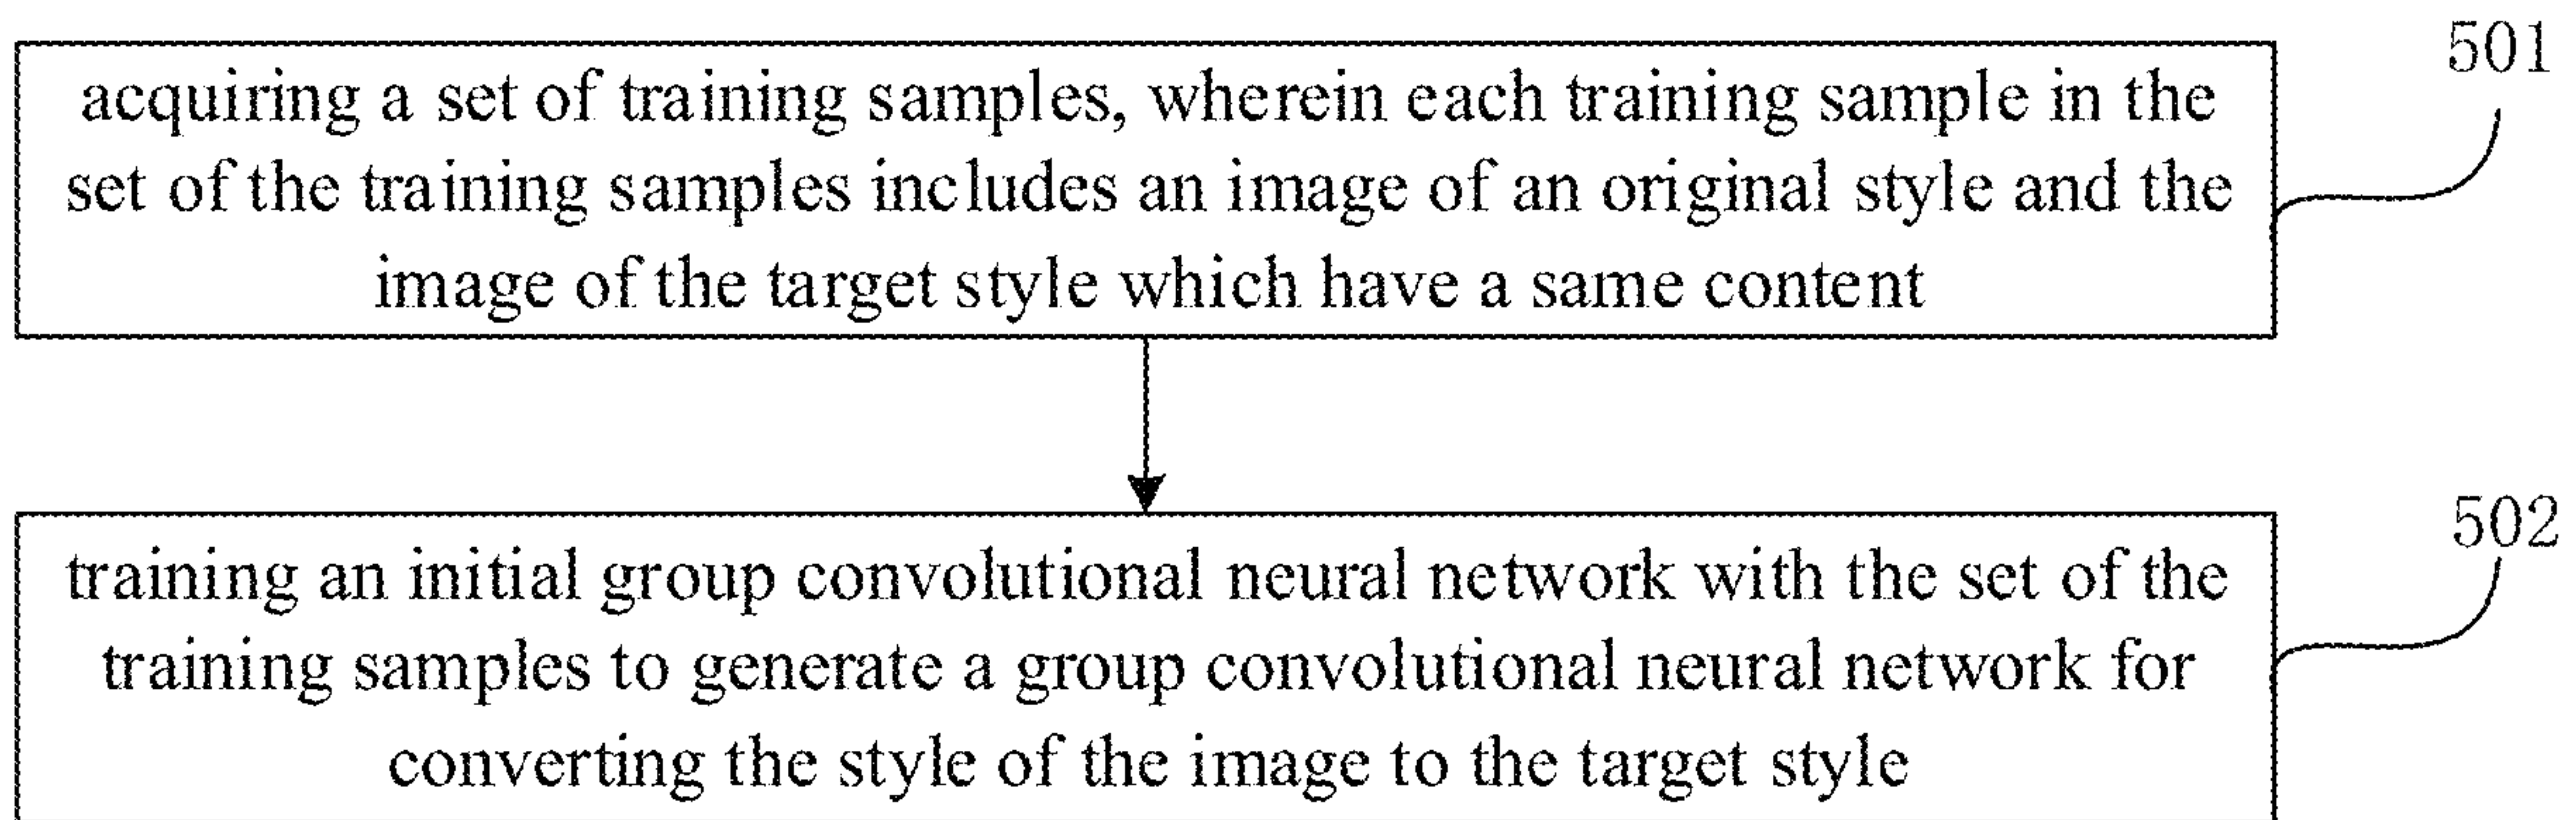 501
acquiring a set of training samples, wherein each training sample in the
set of the training samples includes an image of an original style and the
image of the target style which have a same content
502
training an initial group convolutional neural network with the set of the
training samples to generate a group convolutional neural network for
converting the style of the image to the target style